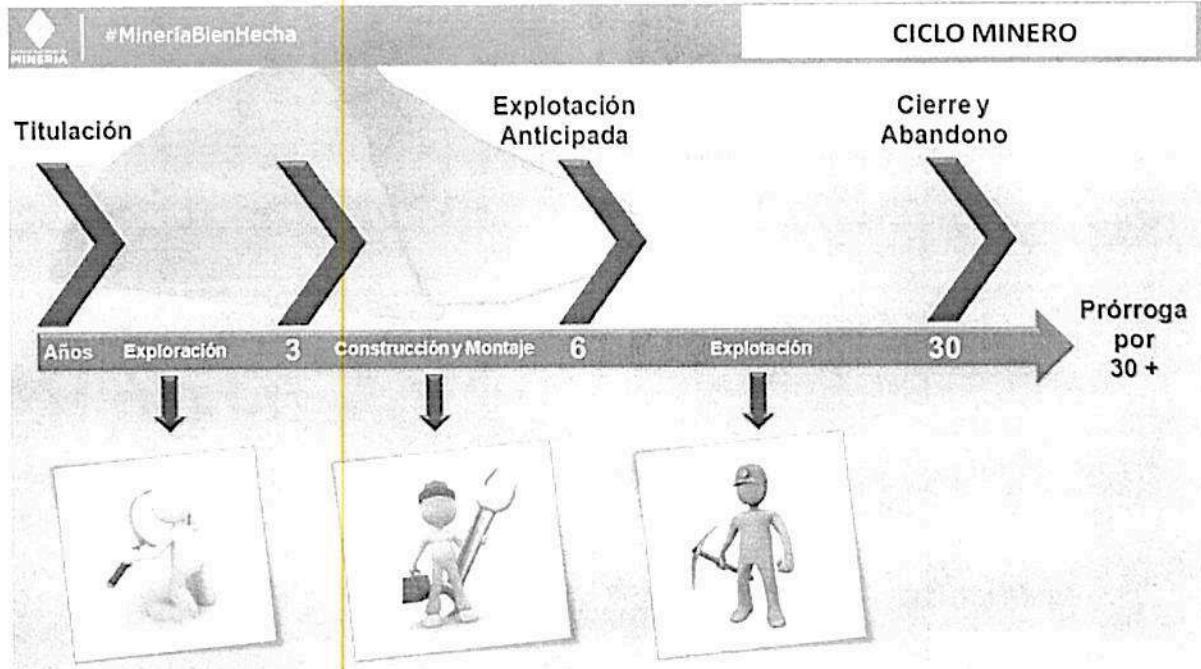 MINERÍA
#MineríaBienHecha
CICLO MINERO
Titulación
Explotación
Anticipada
Cierre y
Abandono
Años
Exploración
3
Construcción y Montaje
6
Explotación
30
Prórroga
por
30 +